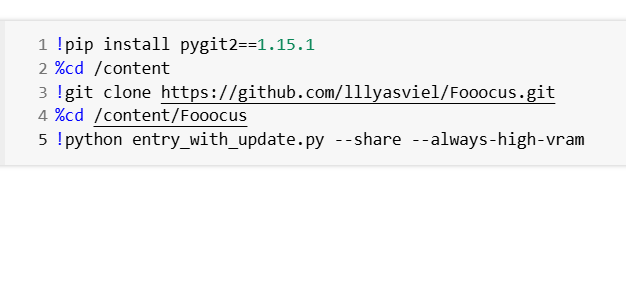 1 !pip install pygit2==1.15.1
2 %cd /content
3 !git clone https://github.com/lllyasviel/Fooocus.git
4 %cd /content/Fooocus
5 !python entry_with_update.py --share --always-high-vram